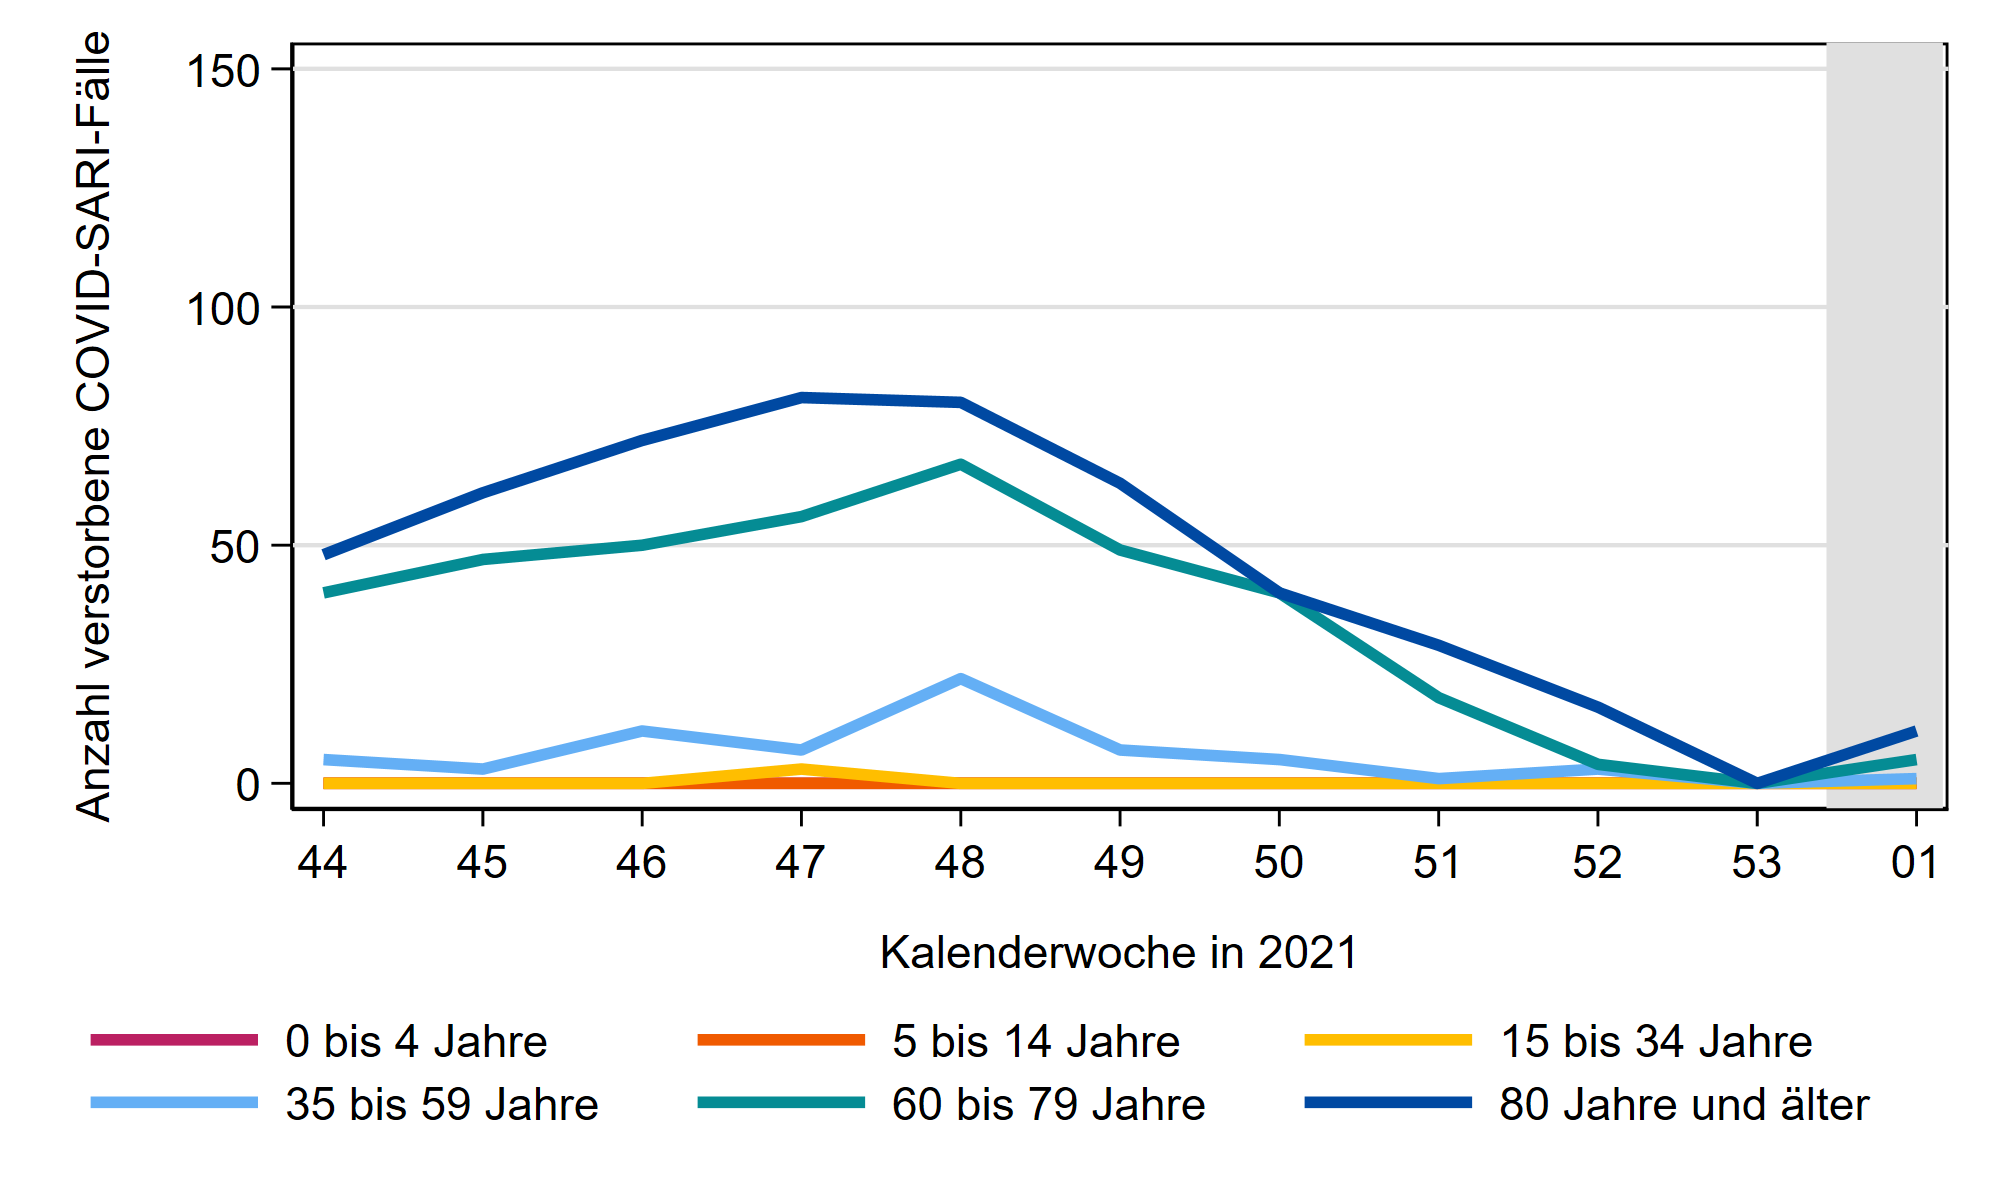 Anzahl verstorbene COVID-SARI-Fälle
150
100
50
0
44 45 46 47 48 49 50 51 52 53 01
Kalenderwoche in 2021
0 bis 4 Jahre 5 bis 14 Jahre 15 bis 34 Jahre
35 bis 59 Jahre 60 bis 79 Jahre 80 Jahre und älter